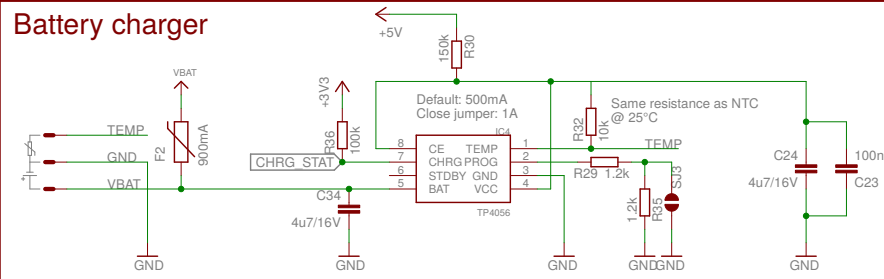 Battery charger
+5V
150k
R30
VBAT
+3V3
Default: 500mA
Close jumper: 1A
Same resistance as NTC
@ 25°C
R32
10k
IC4
TEMP
F2
900mA
R36
100k
8 CE TEMP 1
TEMP
GND
CHRG_STAT
7 CHRG PROG 2
R29 1.2k
SJ3
C24
100n
6 STDBY GND 3
VBAT
C34
5 BAT VCC 4
4u7/16V
C23
4u7/16V
TP4056
1.2k
R35
GND
GND
GND
GND
GND
GND